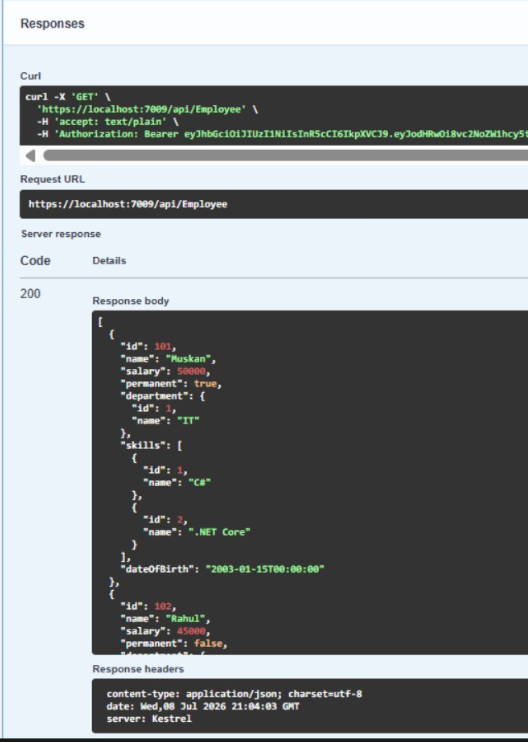 Responses
Curl
curl -X 'GET' \
'https://localhost:7009/api/Employee' \
-H 'accept: text/plain' \
-H 'Authorization: Bearer
Request URL
https://localhost:7009/api/Employee
Server response
Code Details
200
Response body
[
{
"id": 101,
"name": "Muskan",
"salary": 50000,
"permanent": true,
"department": {
"id": 1,
"name": "IT"
},
"skills": [
{
"id": 1,
"name": "C#"
},
{
"id": 2,
"name": ".NET Core"
}
],
"dateOfBirth": "2003-01-15T00:00:00"
},
{
"id": 102,
"name": "Rahul",
"salary": 45000,
"permanent": false,
Response headers
content-type: application/json; charset=utf-8
date: Wed,08 Jul 2026 21:04:03 GMT
server: Kestrel